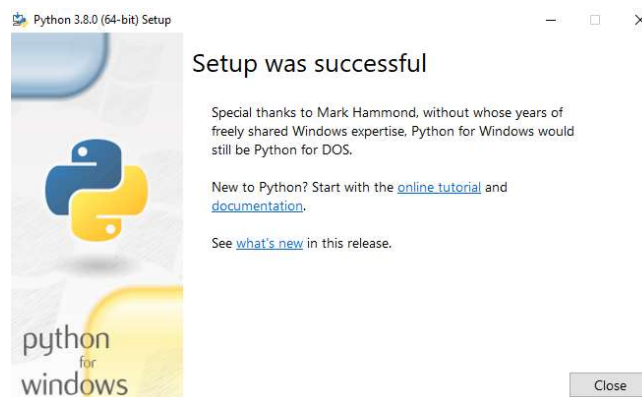 Python 3.8.0 (64-bit) Setup
Setup was successful
Special thanks to Mark Hammond, without whose years of
freely shared Windows expertise, Python for Windows would
still be Python for DOS.
New to Python? Start with the online tutorial and
documentation.
See what's new in this release.
python
for
windows
Close